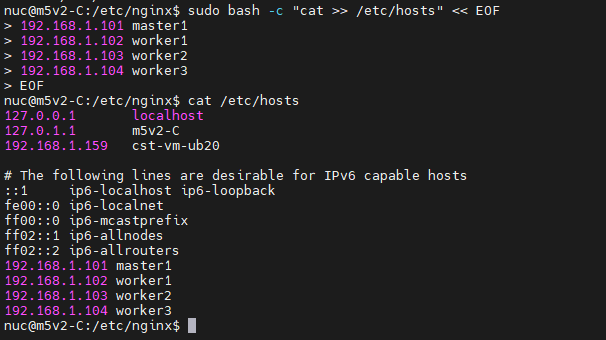 nuc@m5v2-C:/etc/nginx$ sudo bash -c "cat >> /etc/hosts" << EOF
> 192.168.1.101 master1
> 192.168.1.102 worker1
> 192.168.1.103 worker2
> 192.168.1.104 worker3
> EOF
nuc@m5v2-C:/etc/nginx$ cat /etc/hosts
127.0.0.1       localhost
127.0.1.1       m5v2-C
192.168.1.159   cst-vm-ub20

# The following lines are desirable for IPv6 capable hosts
::1     ip6-localhost ip6-loopback
fe00::0 ip6-localnet
ff00::0 ip6-mcastprefix
ff02::1 ip6-allnodes
ff02::2 ip6-allrouters
192.168.1.101 master1
192.168.1.102 worker1
192.168.1.103 worker2
192.168.1.104 worker3
nuc@m5v2-C:/etc/nginx$